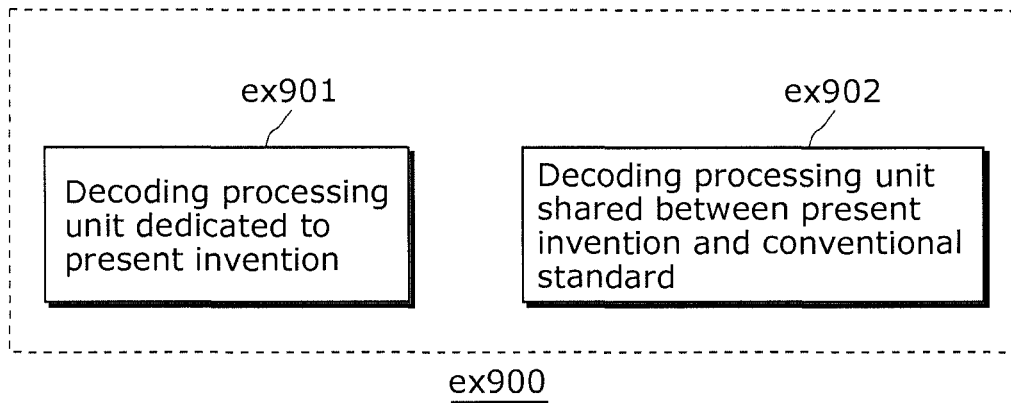 ex901
Decoding processing
unit dedicated to
present invention
ex902
Decoding processing unit
shared between present
invention and conventional
standard
ex900